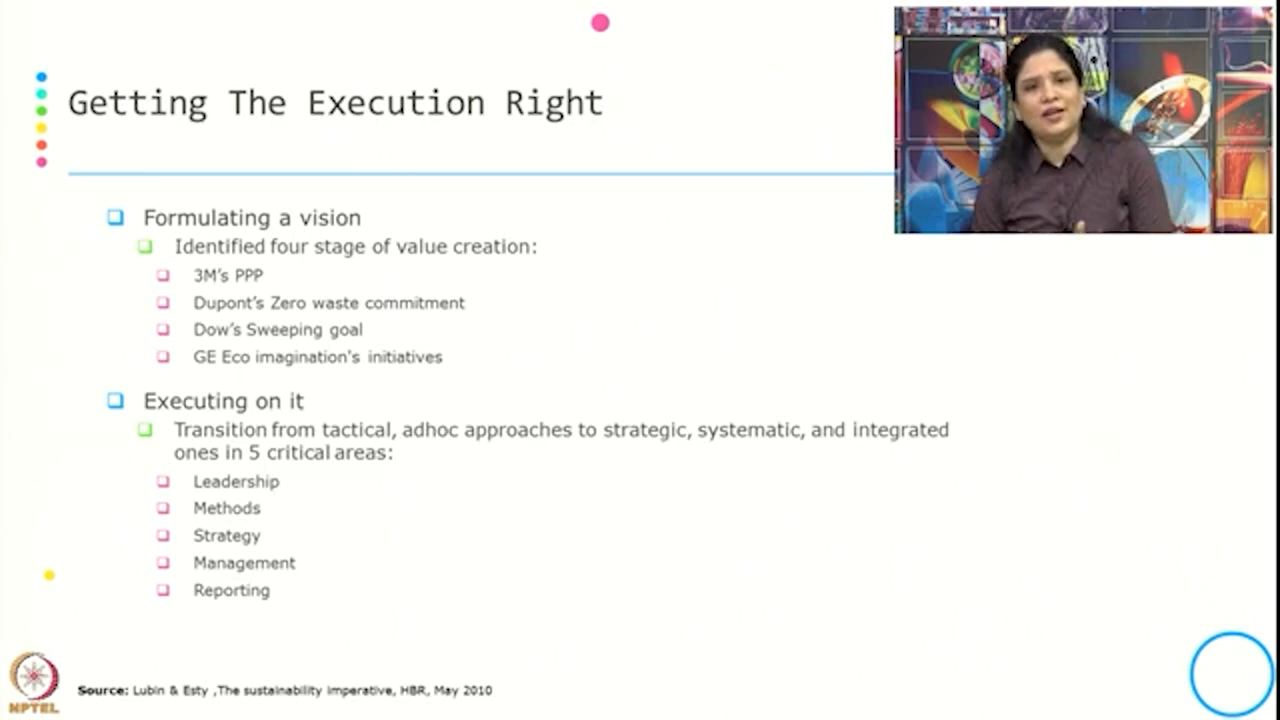 Getting The Execution Right
Formulating a vision
Identified four stage of value creation:
3M's PPP
Dupont's Zero waste commitment
Dow's Sweeping goal
GE Eco imagination's initiatives
Executing on it
Transition from tactical, adhoc approaches to strategic, systematic, and integrated
ones in 5 critical areas:
Leadership
Methods
Strategy
Management
Reporting
Source: Lubin & Esty ,The sustainability imperative, HBR, May 2010
NPTEL